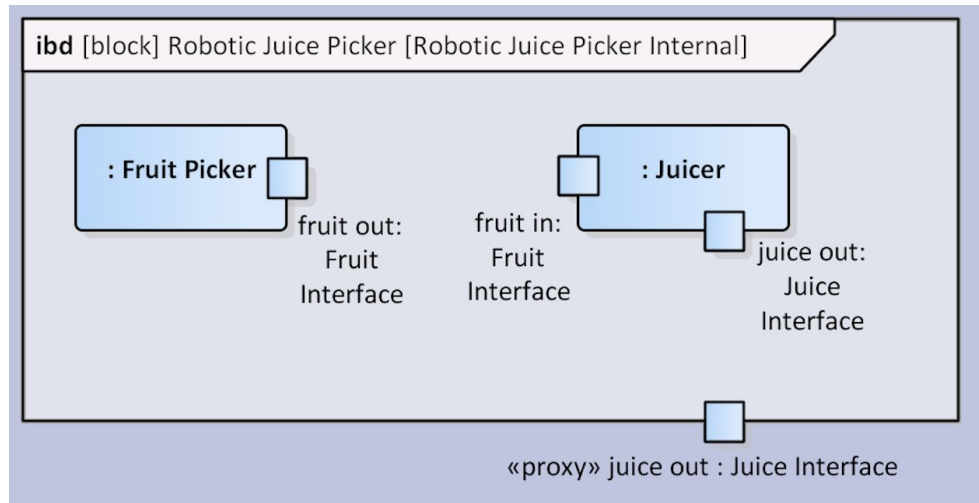 ibd [block] Robotic Juice Picker [Robotic Juice Picker Internal]
: Fruit Picker
fruit out:
Fruit
Interface
: Juicer
fruit in:
Fruit
Interface
juice out:
Juice
Interface
«proxy» juice out : Juice Interface